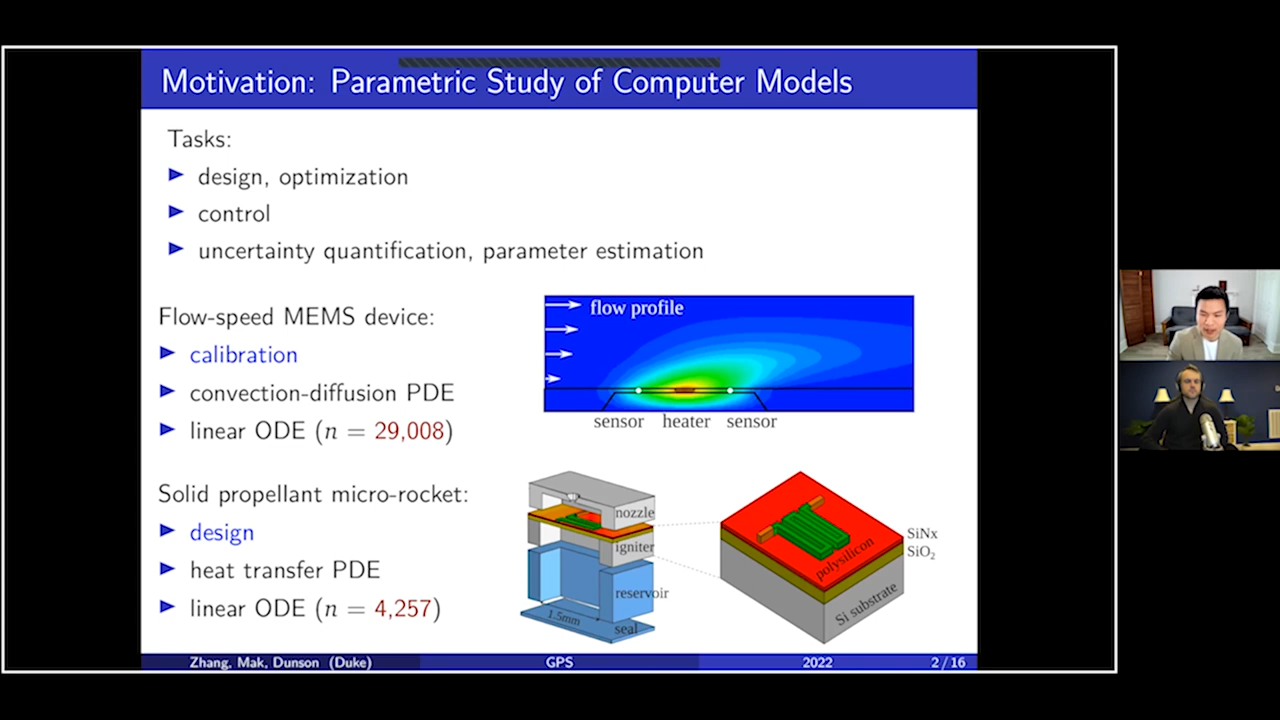 Motivation: Parametric Study of Computer Models
Tasks:
design, optimization
control
uncertainty quantification, parameter estimation
Flow-speed MEMS device:
calibration
convection-diffusion PDE
linear ODE (n = 29,008)
flow profile
sensor heater sensor
Solid propellant micro-rocket:
design
heat transfer PDE
linear ODE (n = 4,257)
nozzle
igniter
reservoir
1.5mm
seal
polysilicon
SiNx
SiO₂
Si substrate
Zhang, Mak, Dunson (Duke) GPS 2022 2 / 16